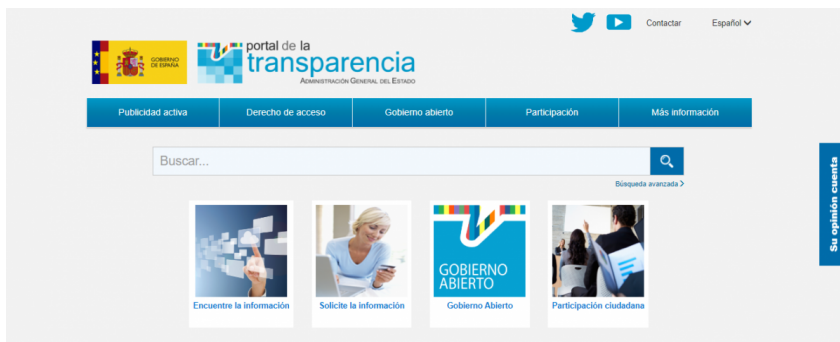 Contactar
Español
GOBIERNO
DE ESPAÑA
portal de la
transparencia
ADMINISTRACIÓN GENERAL DEL ESTADO
Publicidad activa
Derecho de acceso
Gobierno abierto
Participación
Más información
Buscar...
Búsqueda avanzada
Su opinión cuenta
GOBIERNO
ABIERTO
Encuentre la información
Solicite la información
Gobierno Abierto
Participación ciudadana